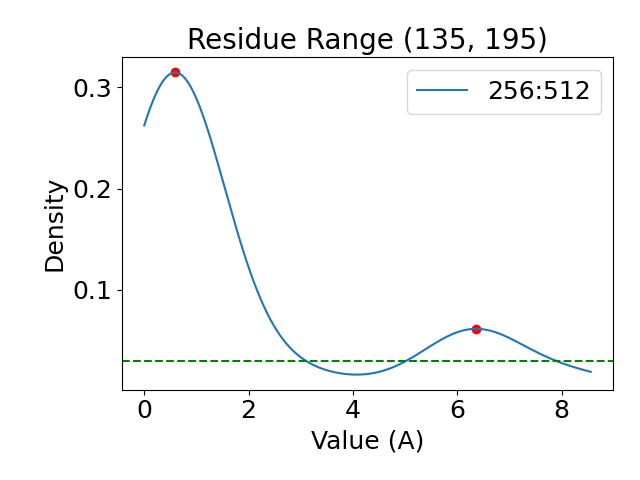 Residue Range (135, 195)
256:512
Density
0.3
0.2
0.1
0 2 4 6 8
Value (A)